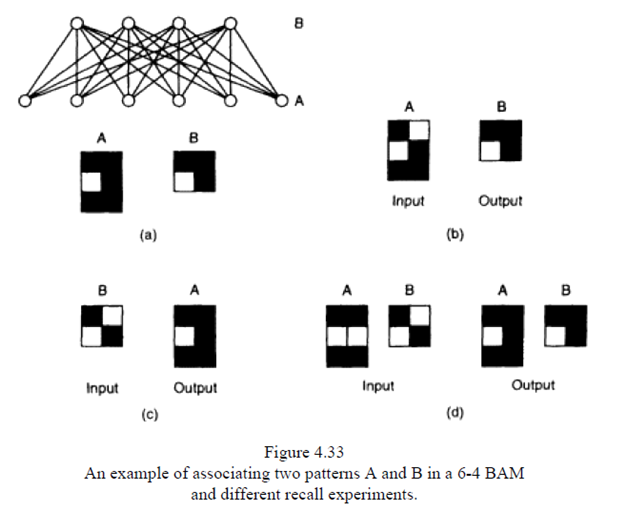 B
A
A B
(a)
A B
Input Output
(b)
B A
Input Output
(c)
A B A B
Input Output
(d)
Figure 4.33
An example of associating two patterns A and B in a 6-4 BAM
and different recall experiments.